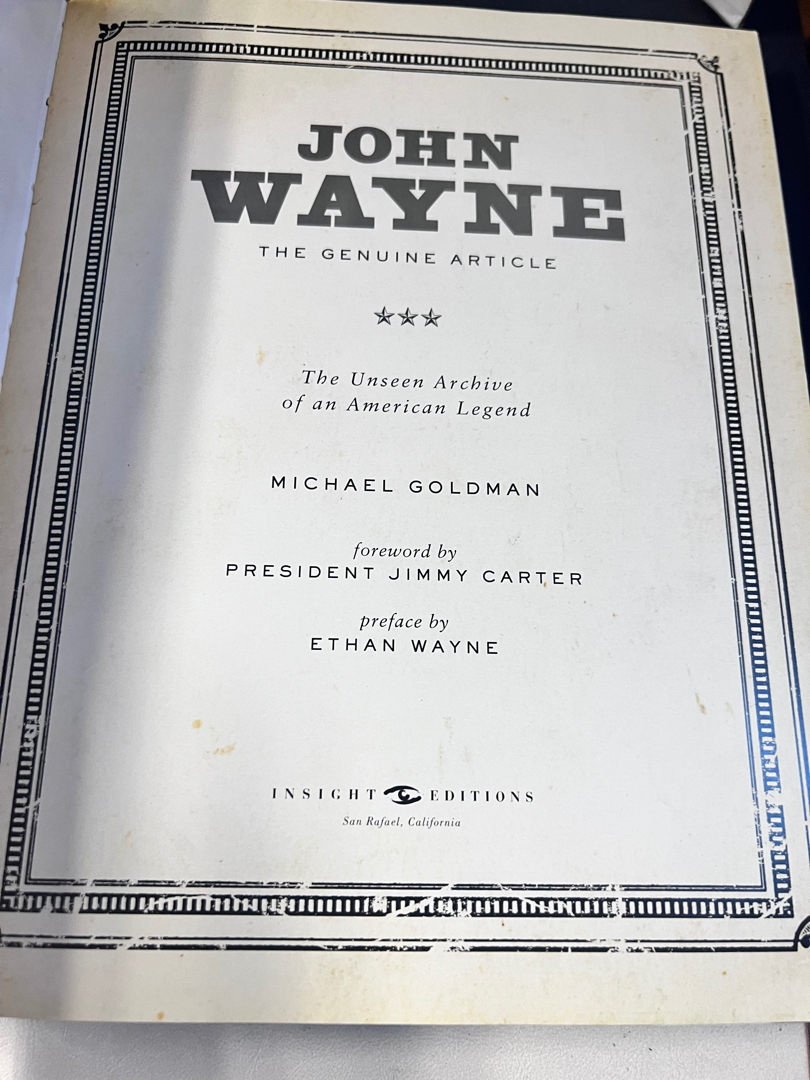 JOHN
WAYNE
THE GENUINE ARTICLE
The Unseen Archive
of an American Legend
MICHAEL GOLDMAN
foreword by
PRESIDENT JIMMY CARTER
preface by
ETHAN WAYNE
INSIGHT EDITIONS
San Rafael, California